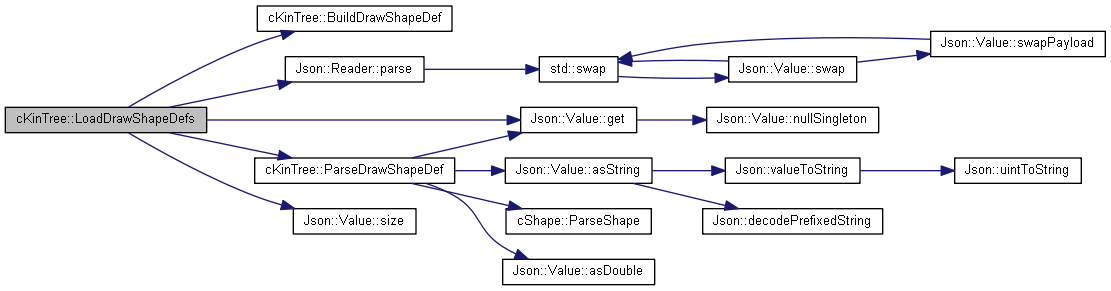 cKinTree::BuildDrawShapeDef
Json::Value::swapPayload
Json::Reader::parse
std::swap
Json::Value::swap
cKinTree::LoadDrawShapeDefs
Json::Value::get
Json::Value::nullSingleton
cKinTree::ParseDrawShapeDef
Json::Value::asString
Json::valueToString
Json::uintToString
Json::Value::size
cShape::ParseShape
Json::decodePrefixedString
Json::Value::asDouble